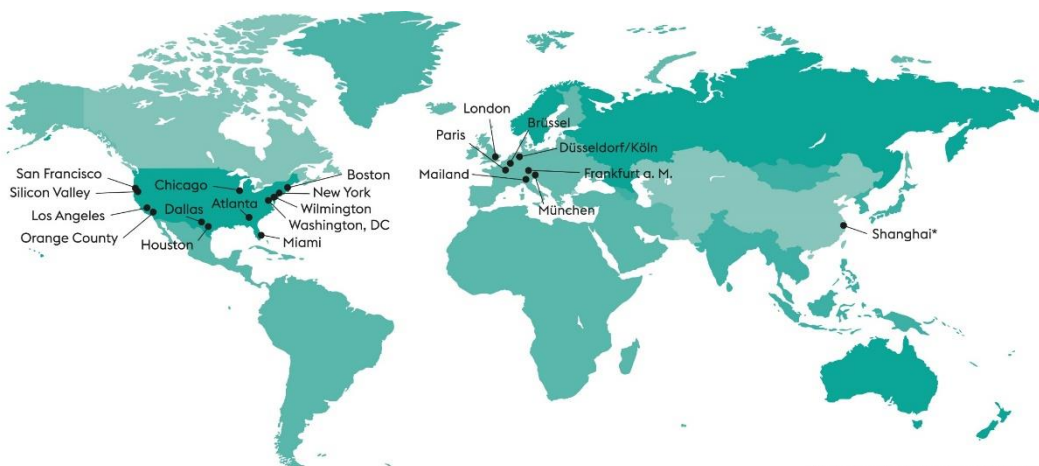 San Francisco
Silicon Valley
Los Angeles
Orange County
Chicago
Dallas
Houston
Atlanta
Boston
New York
Wilmington
Washington, DC
Miami
London
Paris
Brüssel
Düsseldorf/Köln
Mailand
Frankfurt a. M.
München
Shanghai*